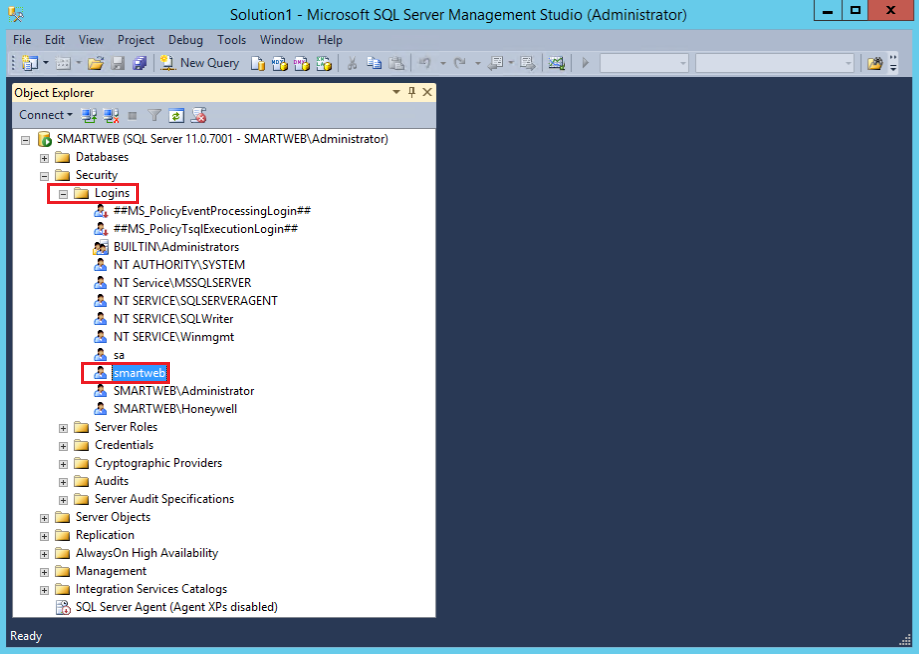 Solution1 - Microsoft SQL Server Management Studio (Administrator)
File Edit View Project Debug Tools Window Help
New Query
Object Explorer
Connect
SMARTWEB (SQL Server 11.0.7001 - SMARTWEB\Administrator)
Databases
Security
Logins
##MS_PolicyEventProcessingLogin##
##MS_PolicyTsqlExecutionLogin##
BUILTIN\Administrators
NT AUTHORITY\SYSTEM
NT Service\MSSQLSERVER
NT SERVICE\SQLSERVERAGENT
NT SERVICE\SQLWriter
NT SERVICE\Winmgmt
sa
smartweb
SMARTWEB\Administrator
SMARTWEB\Honeywell
Server Roles
Credentials
Cryptographic Providers
Audits
Server Audit Specifications
Server Objects
Replication
AlwaysOn High Availability
Management
Integration Services Catalogs
SQL Server Agent (Agent XPs disabled)
Ready